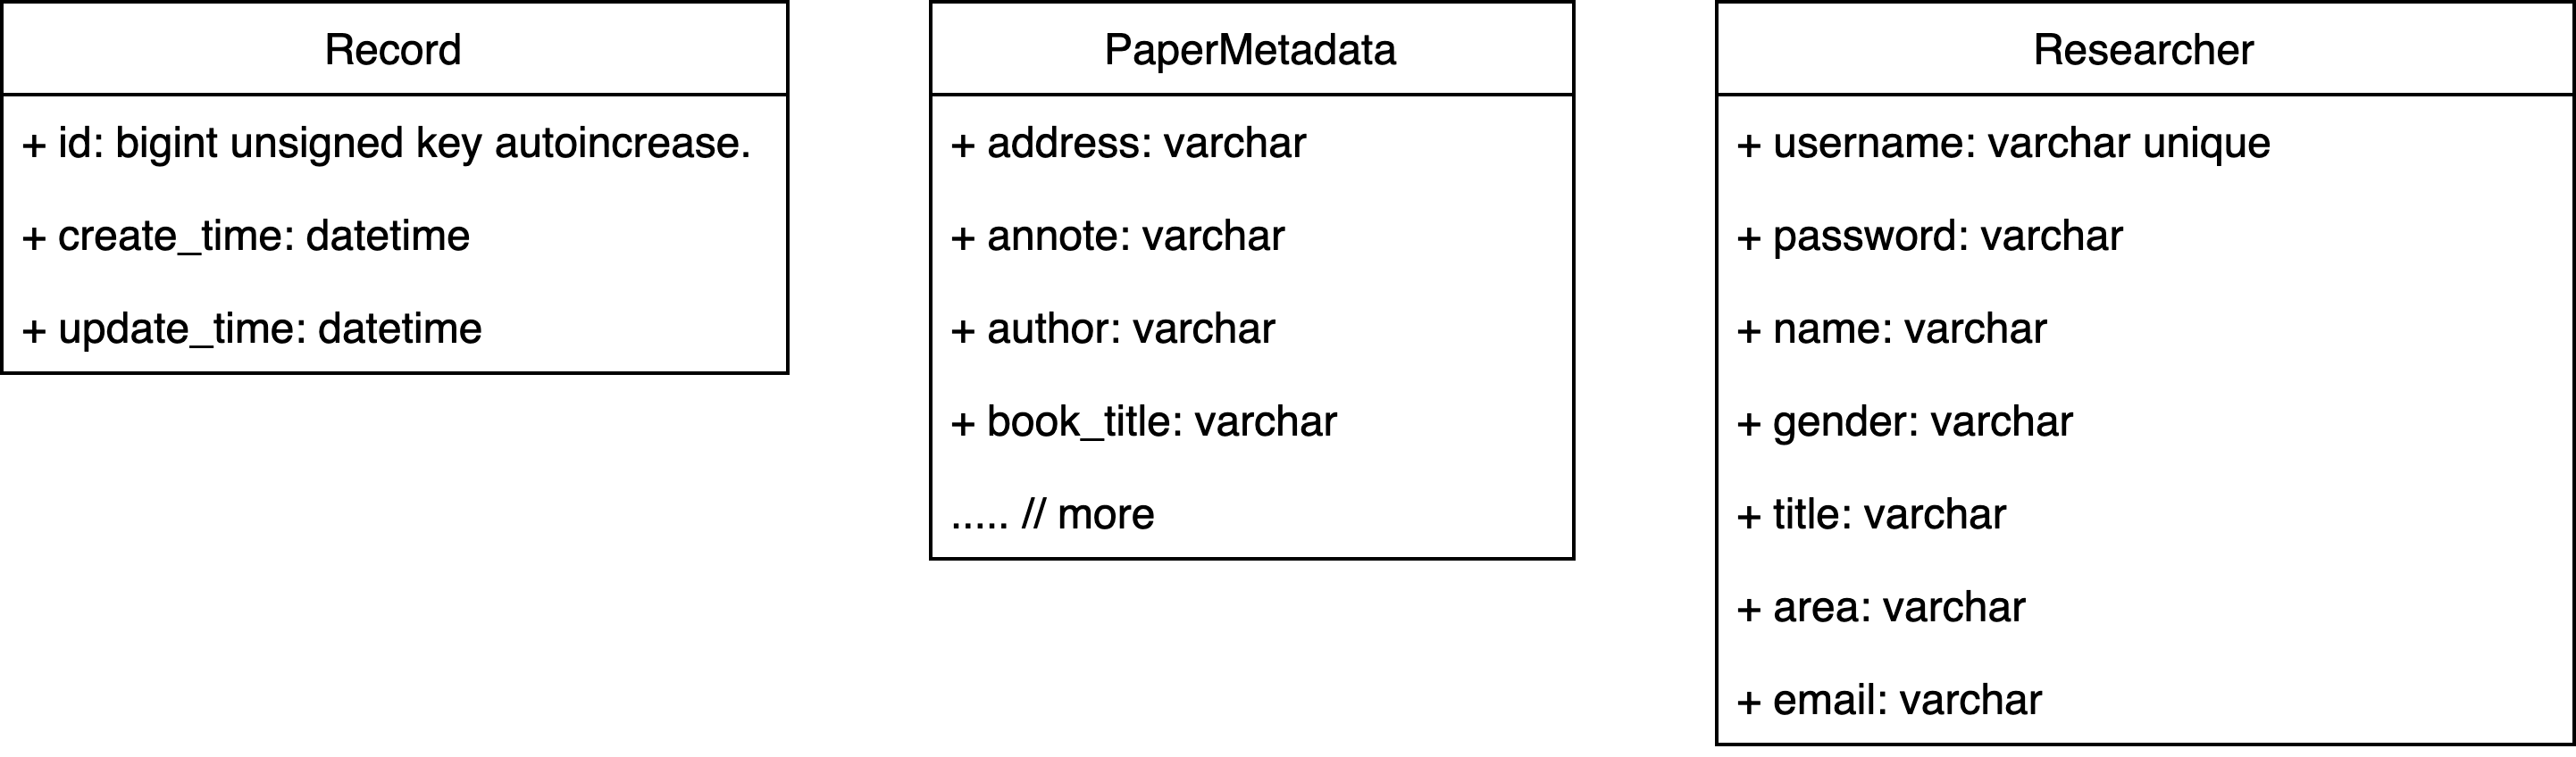 Record
+ id: bigint unsigned key autoincrease.
+ create_time: datetime
+ update_time: datetime
PaperMetadata
+ address: varchar
+ annote: varchar
+ author: varchar
+ book_title: varchar
..... // more
Researcher
+ username: varchar unique
+ password: varchar
+ name: varchar
+ gender: varchar
+ title: varchar
+ area: varchar
+ email: varchar